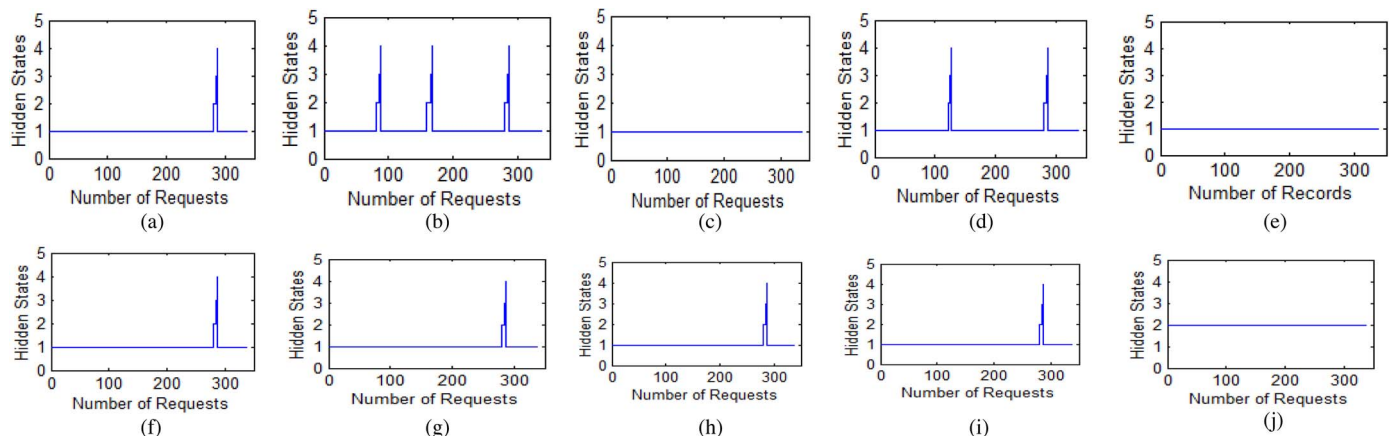 5
4
3
2
1
0
Hidden States
0 100 200 300
Number of Requests
(a)
5
4
3
2
1
0
Hidden States
0 100 200 300
Number of Requests
(b)
5
4
3
2
1
0
Hidden States
0 100 200 300
Number of Requests
(c)
5
4
3
2
1
0
Hidden States
0 100 200 300
Number of Requests
(d)
5
4
3
2
1
0
Hidden States
0 100 200 300
Number of Records
(e)
5
4
3
2
1
0
Hidden States
0 100 200 300
Number of Requests
(f)
5
4
3
2
1
0
Hidden States
0 100 200 300
Number of Requests
(g)
5
4
3
2
1
0
Hidden States
0 100 200 300
Number of Requests
(h)
5
4
3
2
1
0
Hidden States
0 100 200 300
Number of Requests
(i)
5
4
3
2
1
0
Hidden States
0 100 200 300
Number of Requests
(j)